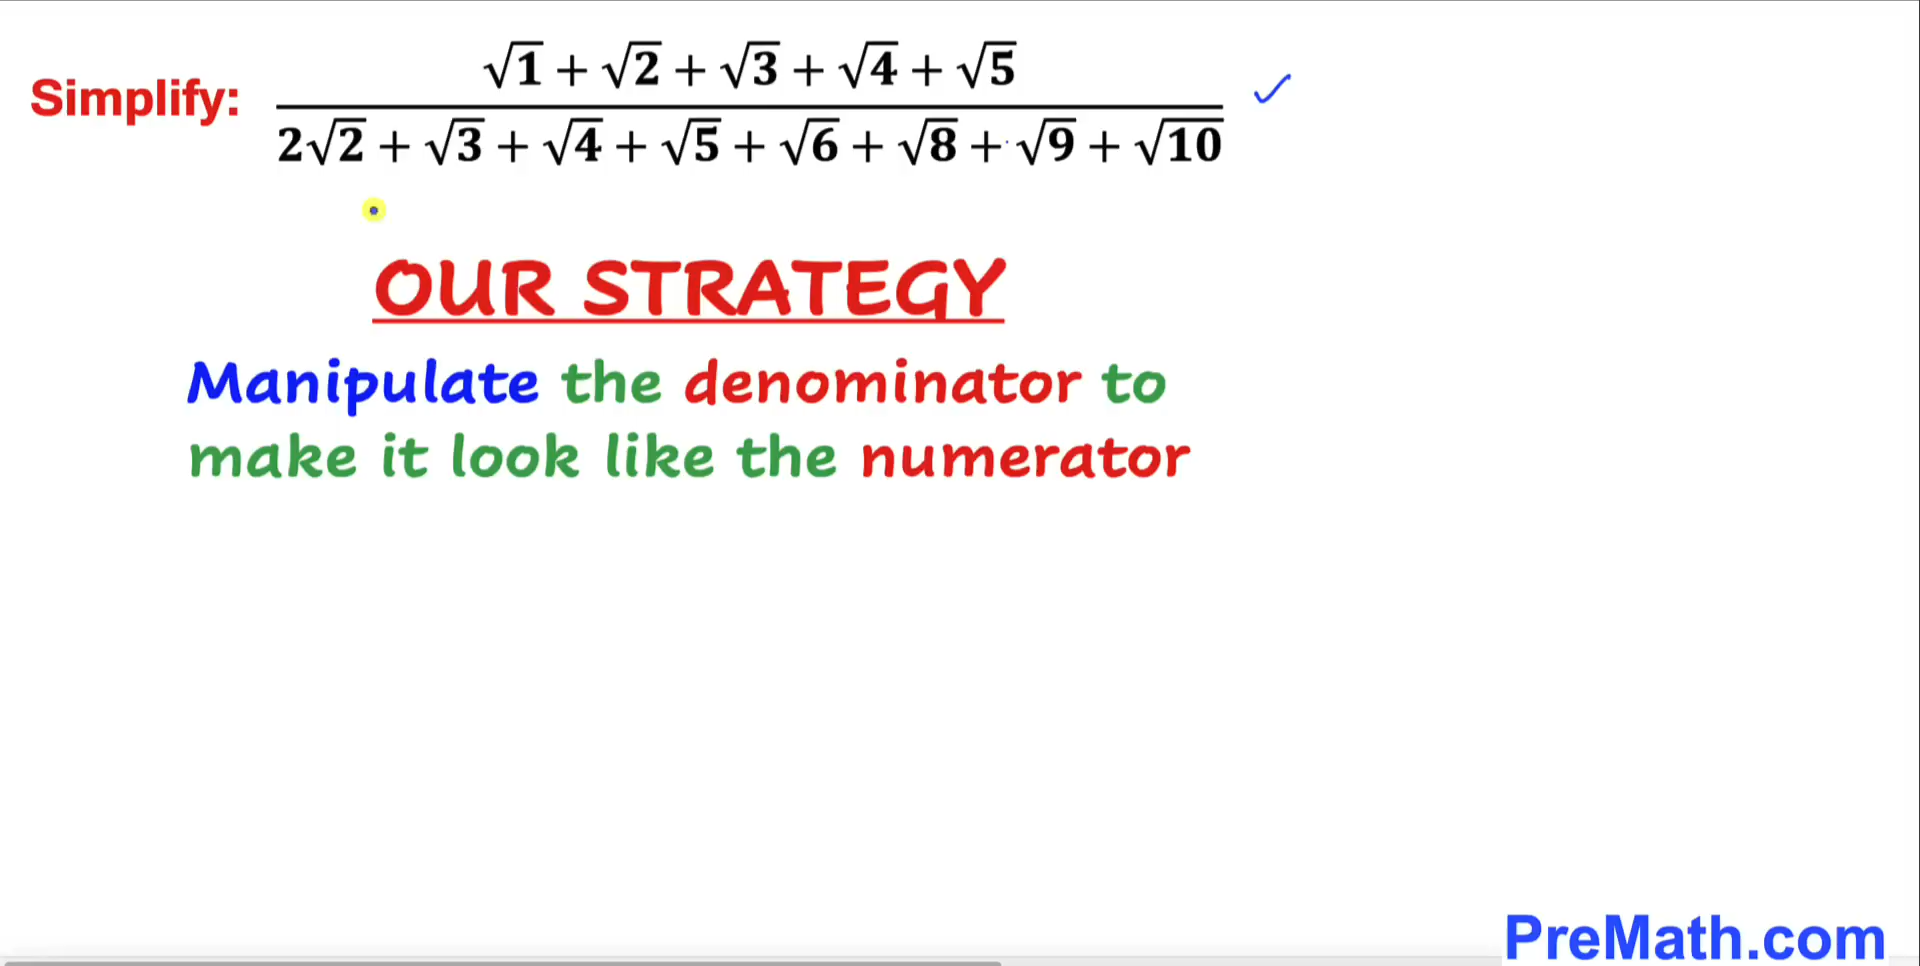 Simplify:
√1 + √2 + √3 + √4 + √5
2√2 + √3 + √4 + √5 + √6 + √8 + √9 + √10
OUR STRATEGY
Manipulate the denominator to
make it look like the numerator
PreMath.com